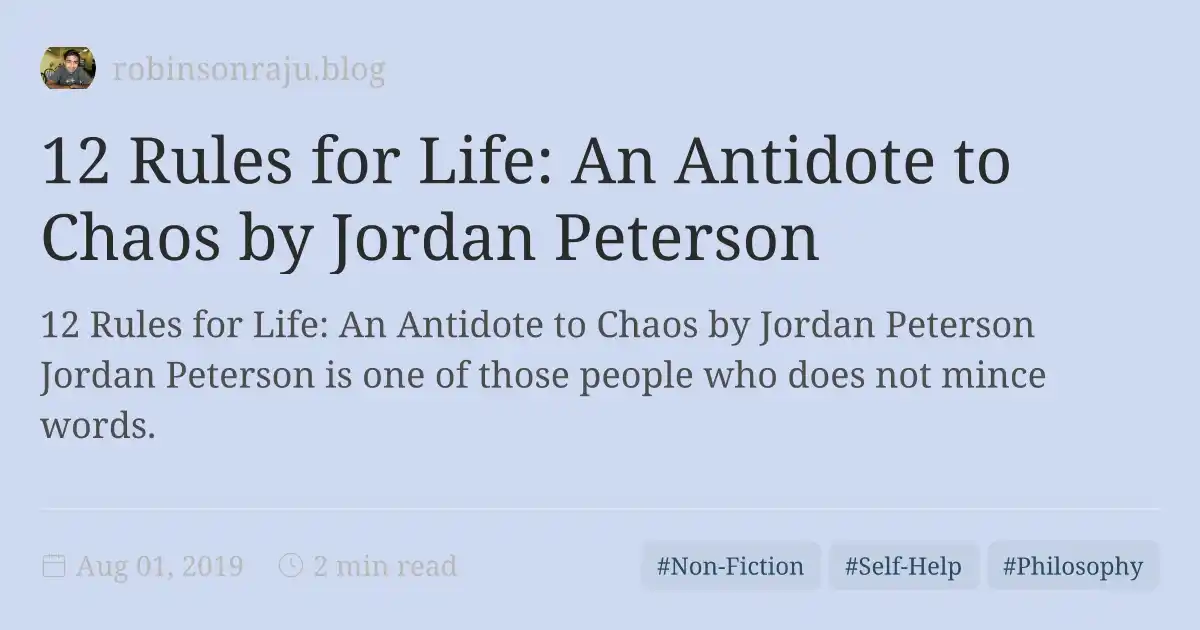 robinsonraju.blog
12 Rules for Life: An Antidote to
Chaos by Jordan Peterson
12 Rules for Life: An Antidote to Chaos by Jordan Peterson
Jordan Peterson is one of those people who does not mince
words.
Aug 01, 2019 2 min read #Non-Fiction #Self-Help #Philosophy